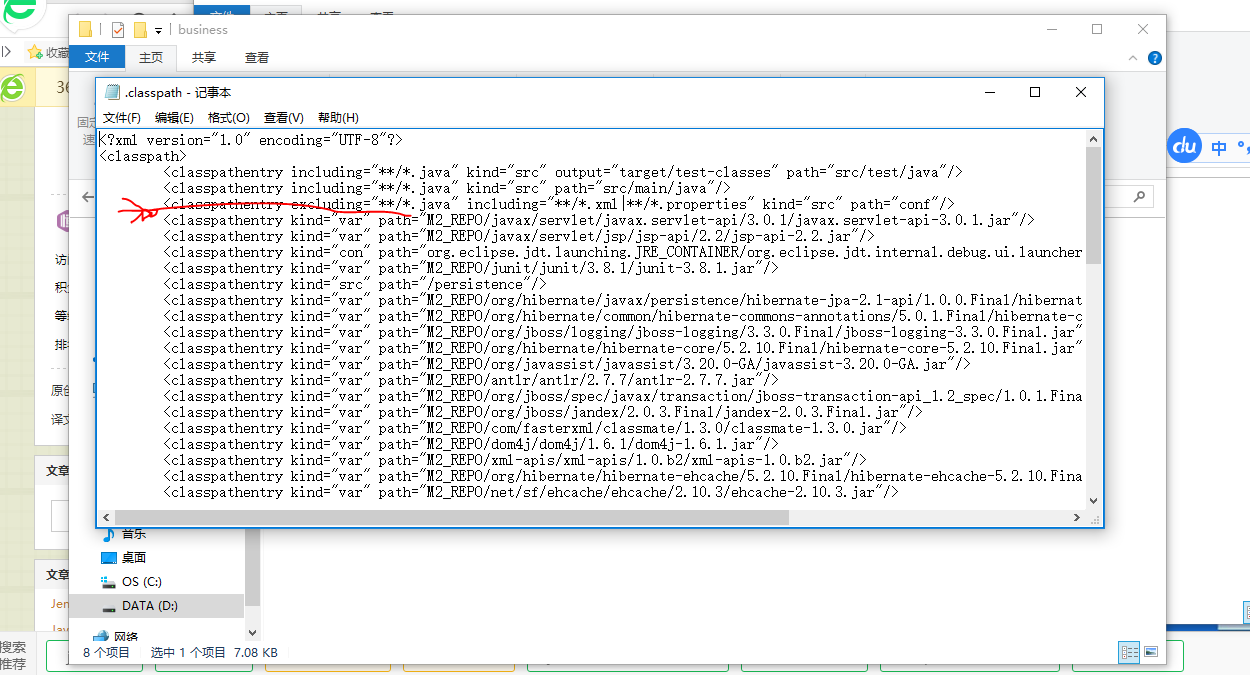 文件 主页 共享 查看
business
收藏
文件 主页 共享 查看
36
.classpath - 记事本
文件(F) 编辑(E) 格式(O) 查看(V) 帮助(H)
<?xml version="1.0" encoding="UTF-8"?>
<classpath>
<classpathentry including="**/*.java" kind="src" output="target/test-classes" path="src/test/java"/>
<classpathentry including="**/*.java" kind="src" path="src/main/java"/>
<classpathentry excluding="**/*.java" including="**/*.xml|**/*.properties" kind="src" path="conf"/>
<classpathentry kind="var" path="M2_REPO/javax/servlet/javax.servlet-api/3.0.1/javax.servlet-api-3.0.1.jar"/>
<classpathentry kind="var" path="M2_REPO/javax/servlet/jsp/jsp-api/2.2/jsp-api-2.2.jar"/>
<classpathentry kind="con" path="org.eclipse.jdt.launching.JRE_CONTAINER/org.eclipse.jdt.internal.debug.ui.launcher
<classpathentry kind="var" path="M2_REPO/junit/junit/3.8.1/junit-3.8.1.jar"/>
<classpathentry kind="src" path="/persistence"/>
<classpathentry kind="var" path="M2_REPO/org/hibernate/javax/persistence/hibernate-jpa-2.1-api/1.0.0.Final/hibernat
<classpathentry kind="var" path="M2_REPO/org/hibernate/common/hibernate-commons-annotations/5.0.1.Final/hibernate-c
<classpathentry kind="var" path="M2_REPO/org/jboss/logging/jboss-logging/3.3.0.Final/jboss-logging-3.3.0.Final.jar"
<classpathentry kind="var" path="M2_REPO/org/hibernate/hibernate-core/5.2.10.Final/hibernate-core-5.2.10.Final.jar"
<classpathentry kind="var" path="M2_REPO/org/javassist/javassist/3.20.0-GA/javassist-3.20.0-GA.jar"/>
<classpathentry kind="var" path="M2_REPO/antlr/antlr/2.7.7/antlr-2.7.7.jar"/>
<classpathentry kind="var" path="M2_REPO/org/jboss/spec/javax/transaction/jboss-transaction-api_1.2_spec/1.0.1.Fina
<classpathentry kind="var" path="M2_REPO/org/jboss/jandex/2.0.3.Final/jandex-2.0.3.Final.jar"/>
<classpathentry kind="var" path="M2_REPO/com/fasterxml/classmate/1.3.0/classmate-1.3.0.jar"/>
<classpathentry kind="var" path="M2_REPO/dom4j/dom4j/1.6.1/dom4j-1.6.1.jar"/>
<classpathentry kind="var" path="M2_REPO/xml-apis/xml-apis/1.0.b2/xml-apis-1.0.b2.jar"/>
<classpathentry kind="var" path="M2_REPO/org/hibernate/hibernate-ehcache/5.2.10.Final/hibernate-ehcache-5.2.10.Fina
<classpathentry kind="var" path="M2_REPO/net/sf/ehcache/ehcache/2.10.3/ehcache-2.10.3.jar"/>
固定
速
du 中
访
积
等
排
原创
译文
文章
文章
Jen
音乐
桌面
OS (C:)
DATA (D:)
网络
8 个项目 选中 1 个项目 7.08 KB
搜索
推荐